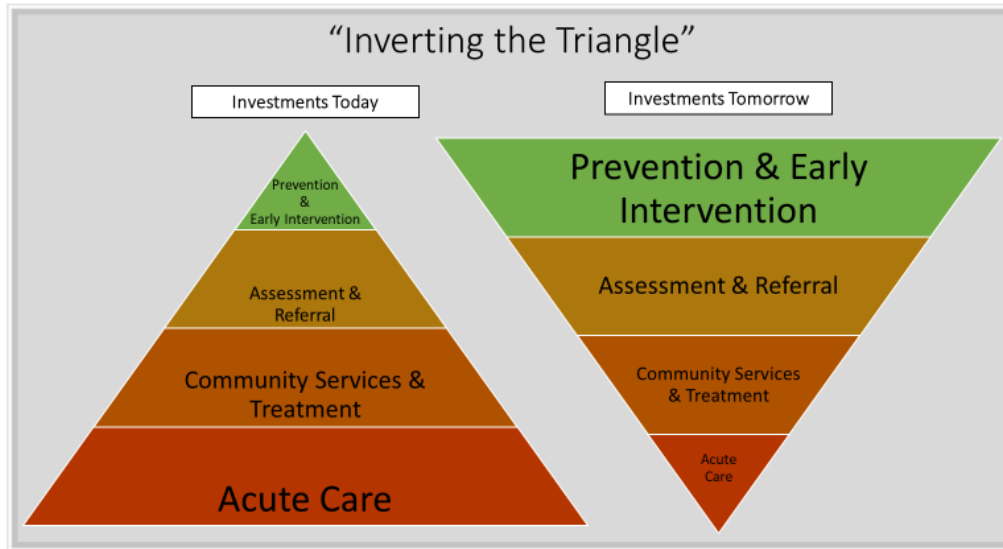 “Inverting the Triangle”
Investments Today
Prevention
&
Early Intervention
Assessment &
Referral
Community Services &
Treatment
Acute Care
Investments Tomorrow
Prevention & Early
Intervention
Assessment & Referral
Community Services
& Treatment
Acute
Care